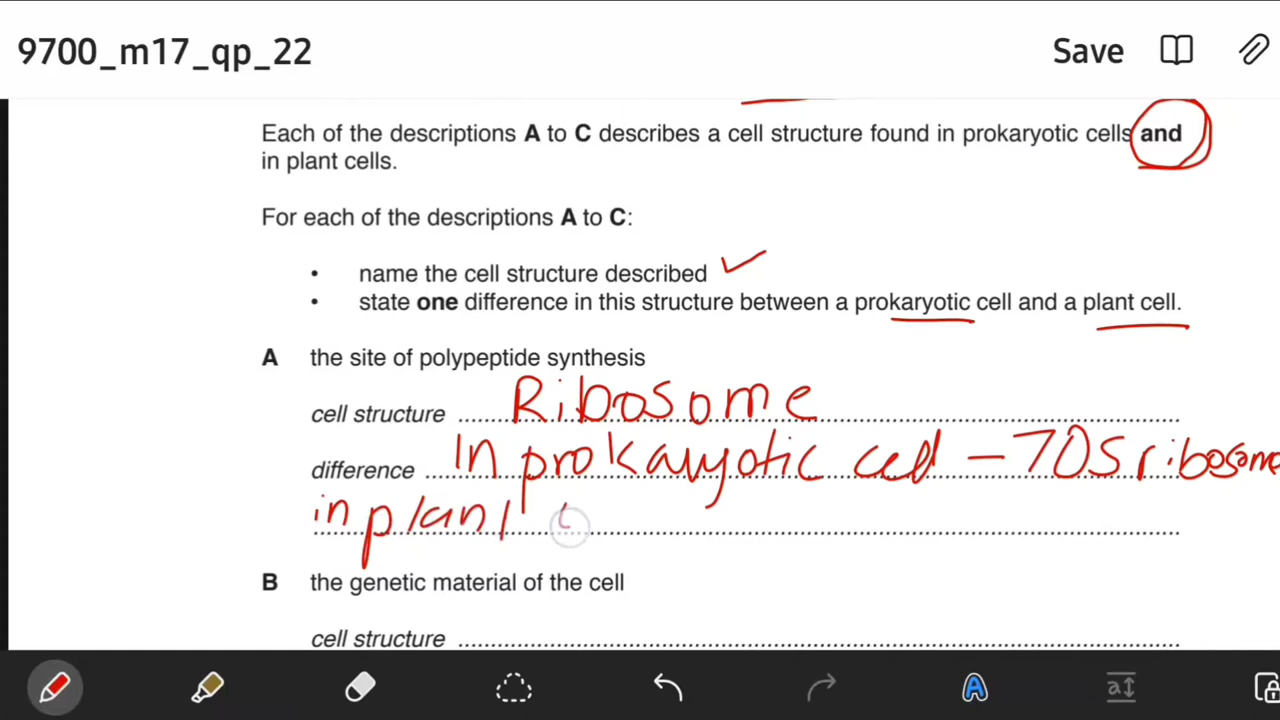 9700_m17_qp_22 Save
Each of the descriptions A to C describes a cell structure found in prokaryotic cells and
in plant cells.
For each of the descriptions A to C:
• name the cell structure described
• state one difference in this structure between a prokaryotic cell and a plant cell.
A the site of polypeptide synthesis
cell structure Ribosome
difference In prokaryotic cell – 70S ribosome
in plant c
B the genetic material of the cell
cell structure